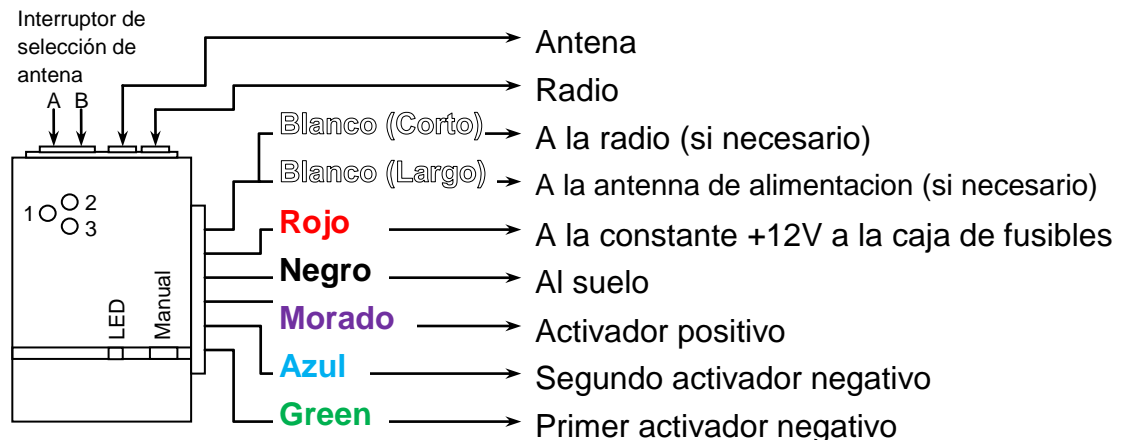 Interruptor de
selección de
antena
A B
Antena
Radio
Blanco (Corto)
A la radio (si necesario)
Blanco (Largo)
A la antenna de alimentacion (si necesario)
1 2
3
Rojo
A la constante +12V a la caja de fusibles
Negro
Al suelo
LED
Manual
Morado
Activador positivo
Azul
Segundo activador negativo
Green
Primer activador negativo